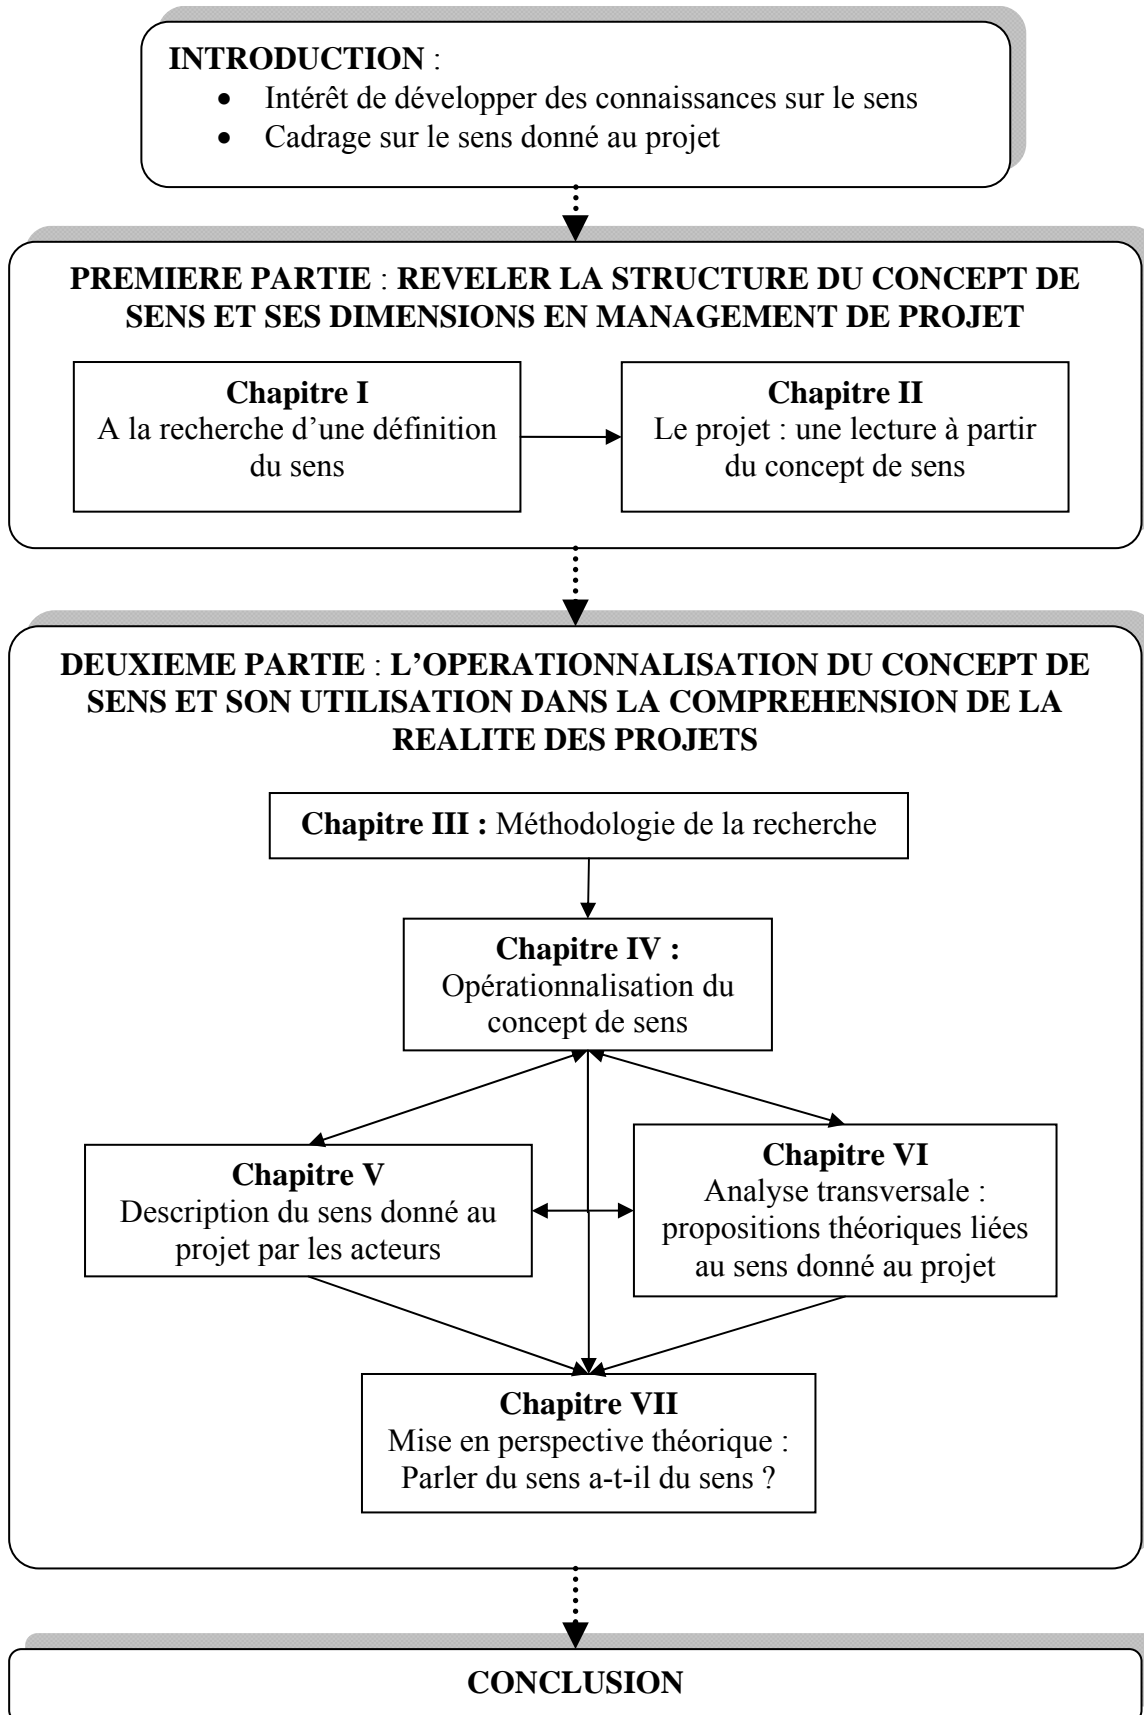 INTRODUCTION :
• Intérêt de développer des connaissances sur le sens
• Cadrage sur le sens donné au projet
PREMIERE PARTIE : REVELER LA STRUCTURE DU CONCEPT DE
SENS ET SES DIMENSIONS EN MANAGEMENT DE PROJET
Chapitre I
A la recherche d’une définition
du sens
Chapitre II
Le projet : une lecture à partir
du concept de sens
DEUXIEME PARTIE : L’OPERATIONNALISATION DU CONCEPT DE
SENS ET SON UTILISATION DANS LA COMPREHENSION DE LA
REALITE DES PROJETS
Chapitre III : Méthodologie de la recherche
Chapitre IV :
Opérationnalisation du
concept de sens
Chapitre V
Description du sens donné au
projet par les acteurs
Chapitre VI
Analyse transversale :
propositions théoriques liées
au sens donné au projet
Chapitre VII
Mise en perspective théorique :
Parler du sens a-t-il du sens ?
CONCLUSION